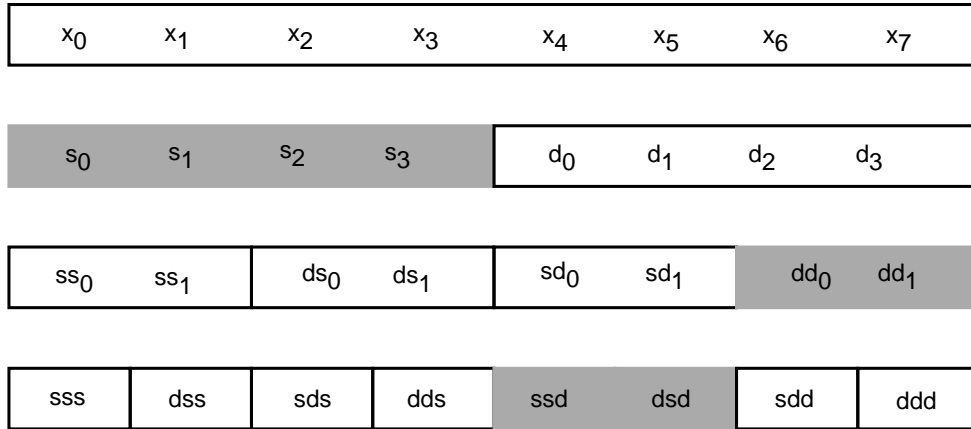 x₀ x₁ x₂ x₃ x₄ x₅ x₆ x₇
s₀ s₁ s₂ s₃ d₀ d₁ d₂ d₃
ss₀ ss₁ ds₀ ds₁ sd₀ sd₁ dd₀ dd₁
sss dss sds dds ssd dsd sdd ddd